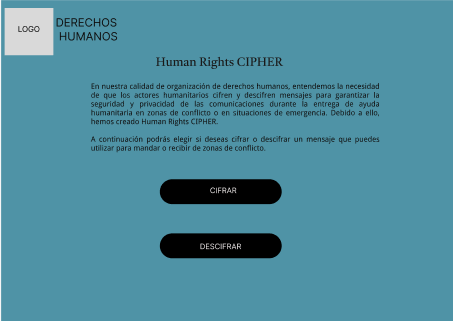 LOGO
DERECHOS
HUMANOS
Human Rights CIPHER
En nuestra calidad de organización de derechos humanos, entendemos la necesidad
de que los actores humanitarios cifren y descifren mensajes para garantizar la
seguridad y privacidad de las comunicaciones durante la entrega de ayuda
humanitaria en zonas de conflicto o en situaciones de emergencia. Debido a ello,
hemos creado Human Rights CIPHER.
A continuación podrás elegir si deseas cifrar o descifrar un mensaje que puedes
utilizar para mandar o recibir de zonas de conflicto.
CIFRAR
DESCIFRAR